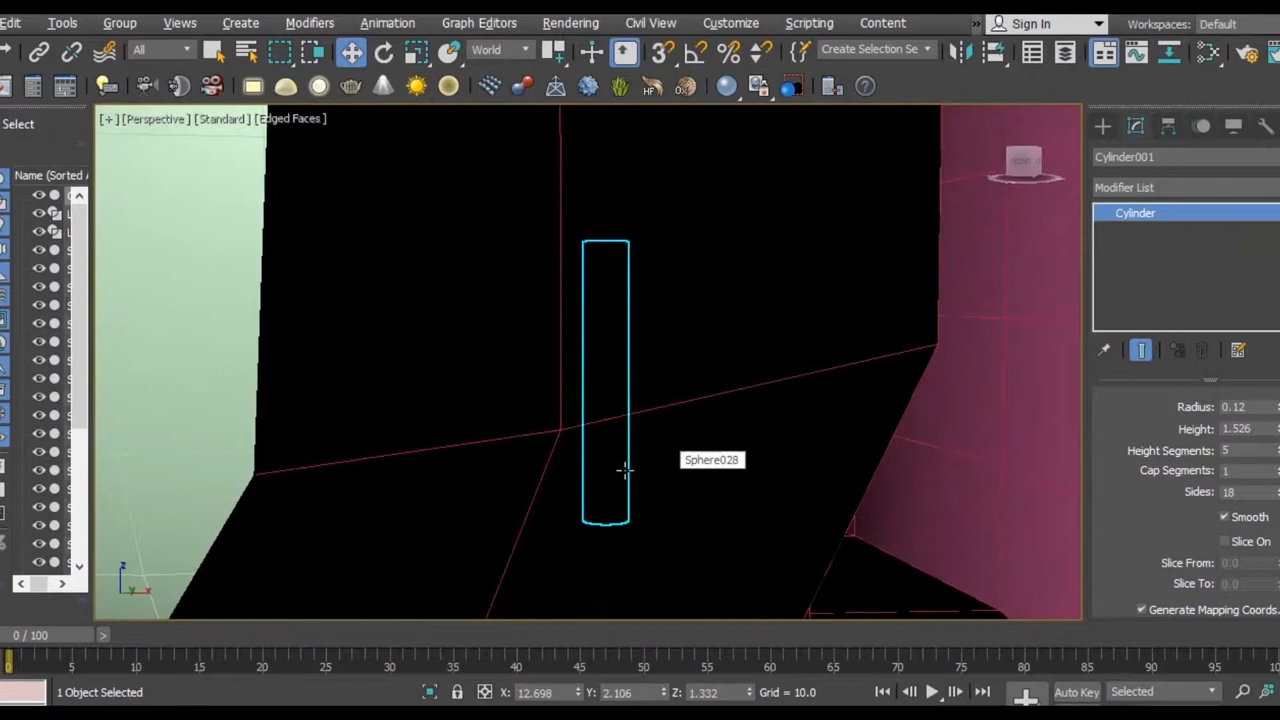 Edit Tools Group Views Create Modifiers Animation Graph Editors Rendering Civil View Customize Scripting Content » Sign In Workspaces: Default
All World Create Selection Se
HF
Select
[+] [Perspective ] [Standard ] [Edged Faces ]
Name (Sorted A
Cylinder001
Modifier List
Cylinder
Sphere028
Radius: 0.12
Height: 1.526
Height Segments: 5
Cap Segments: 1
Sides: 18
Smooth
Slice On
Slice From: 0.0
Slice To: 0.0
Generate Mapping Coords.
z
y x
0 / 100 >
0 5 10 15 20 25 30 35 40 45 50 55 60 65 70 75 80 85 90 95
1 Object Selected X: 12.698 Y: 2.106 Z: 1.332 Grid = 10.0 Auto Key Selected